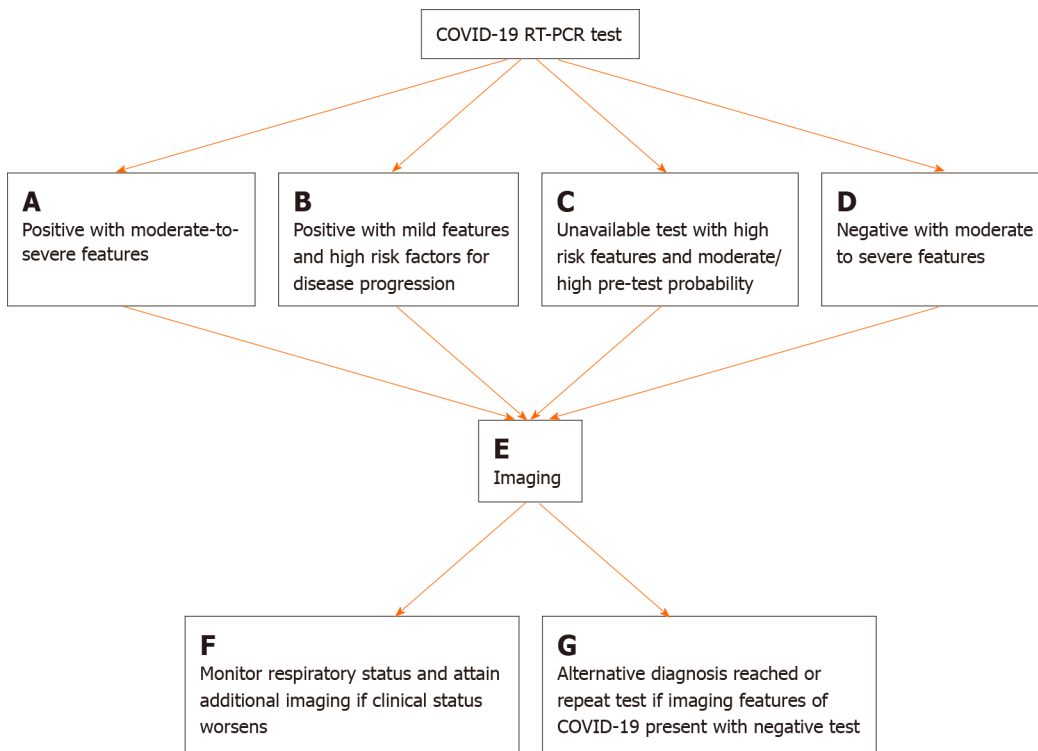 COVID-19 RT-PCR test
A
Positive with moderate-to-
severe features
B
Positive with mild features
and high risk factors for
disease progression
C
Unavailable test with high
risk features and moderate/
high pre-test probability
D
Negative with moderate
to severe features
E
Imaging
F
Monitor respiratory status and attain
additional imaging if clinical status
worsens
G
Alternative diagnosis reached or
repeat test if imaging features of
COVID-19 present with negative test